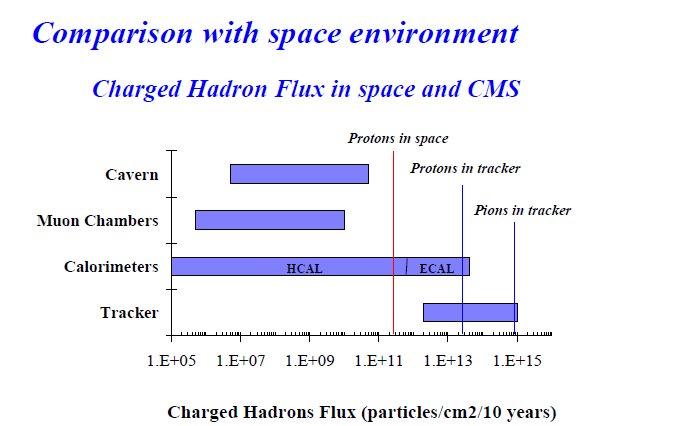 Comparison with space environment
Charged Hadron Flux in space and CMS
Protons in space
Protons in tracker
Pions in tracker
Cavern
Muon Chambers
Calorimeters
HCAL
ECAL
Tracker
1.E+05 1.E+07 1.E+09 1.E+11 1.E+13 1.E+15
Charged Hadrons Flux (particles/cm2/10 years)